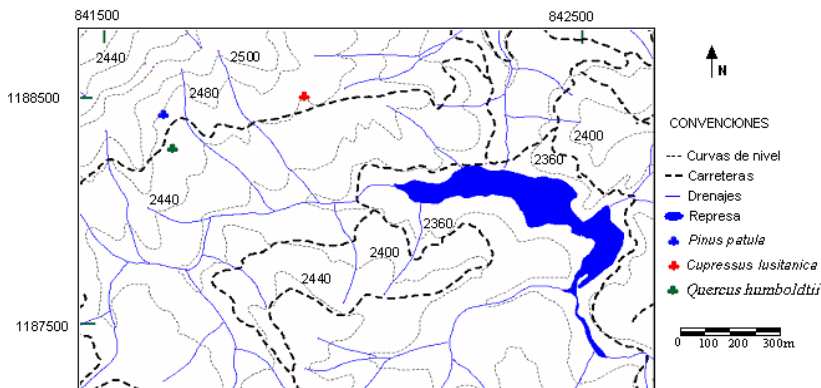 841500
842500
2440
2500
2480
1188500
2400
2360
2440
2360
2400
2440
1187500
N
CONVENCIONES
Curvas de nivel
Carreteras
Drenajes
Represa
Pinus patula
Cupressus lusitanica
Quercus humboldtii
0 100 200 300m